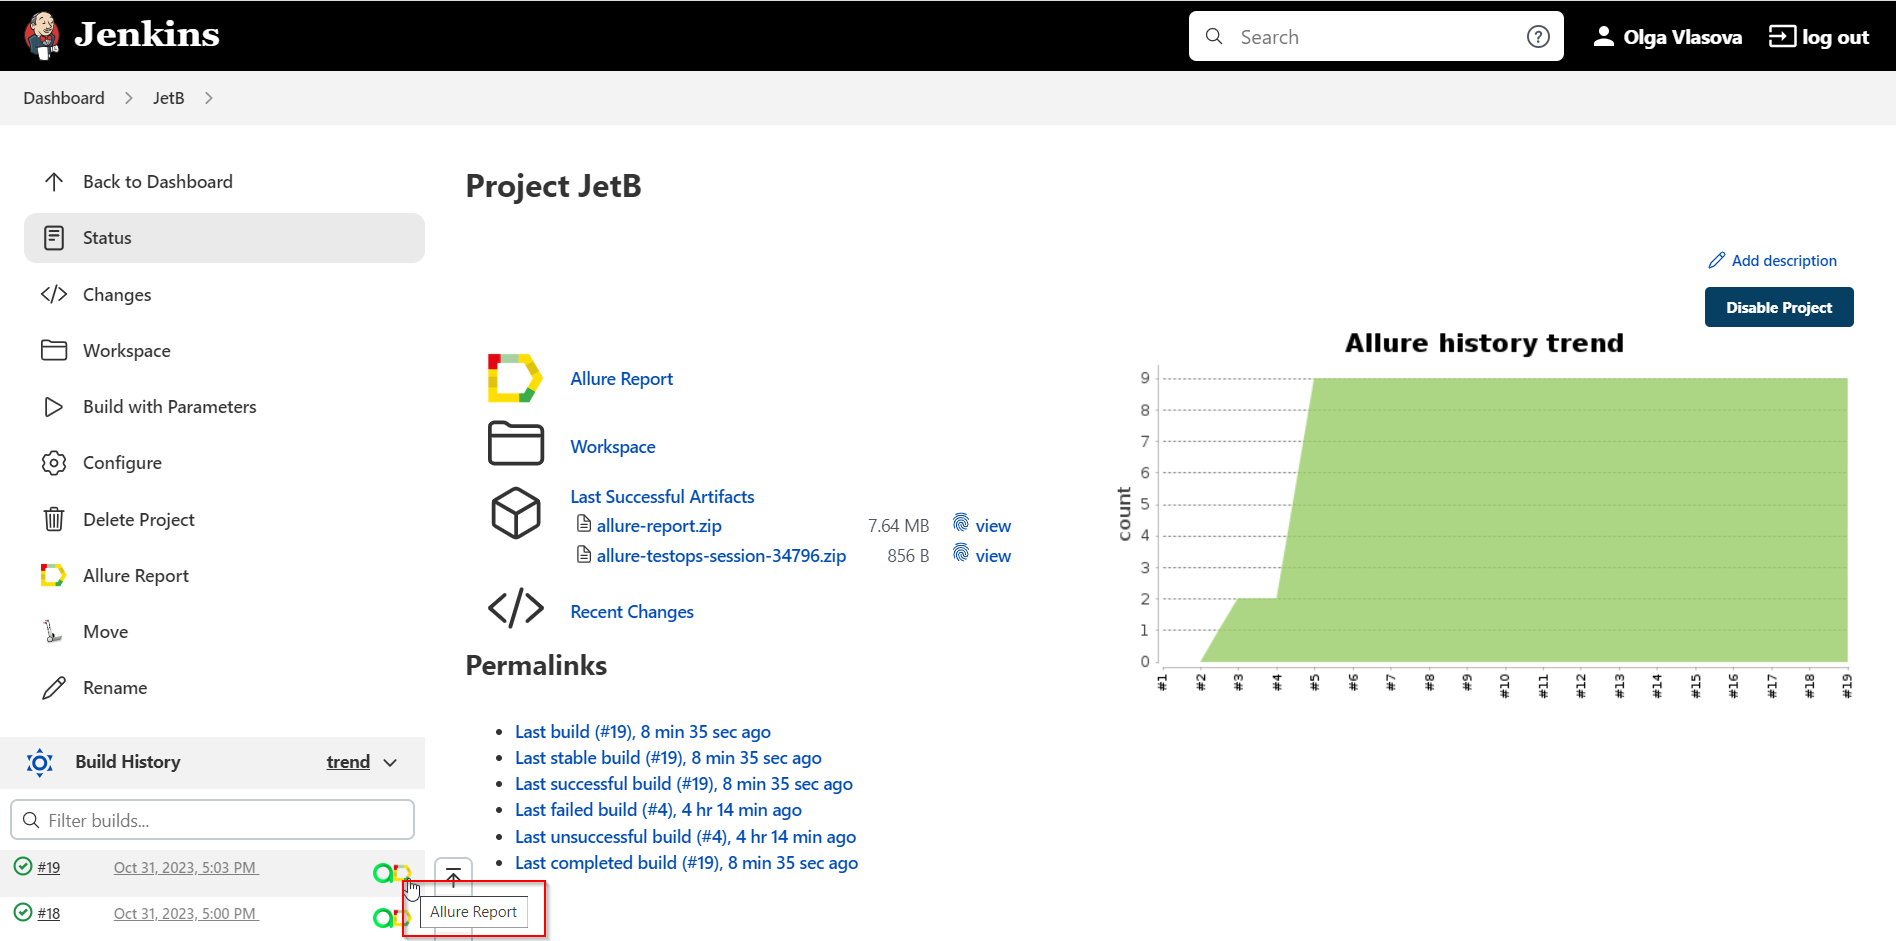 Jenkins
Search
?
Olga Vlasova
log out
Dashboard
JetB
Back to Dashboard
Status
Changes
Workspace
Build with Parameters
Configure
Delete Project
Allure Report
Move
Rename
Build History
trend
Filter builds...
#19
Oct 31, 2023, 5:03 PM
#18
Oct 31, 2023, 5:00 PM
Allure Report
Project JetB
Add description
Disable Project
Allure Report
Workspace
Last Successful Artifacts
allure-report.zip 7.64 MB view
allure-testops-session-34796.zip 856 B view
Recent Changes
Permalinks
Last build (#19), 8 min 35 sec ago
Last stable build (#19), 8 min 35 sec ago
Last successful build (#19), 8 min 35 sec ago
Last failed build (#4), 4 hr 14 min ago
Last unsuccessful build (#4), 4 hr 14 min ago
Last completed build (#19), 8 min 35 sec ago
Allure history trend
count
9
8
7
6
5
4
3
2
1
0
#1 #2 #3 #4 #5 #6 #7 #8 #9 #10 #11 #12 #13 #14 #15 #16 #17 #18 #19